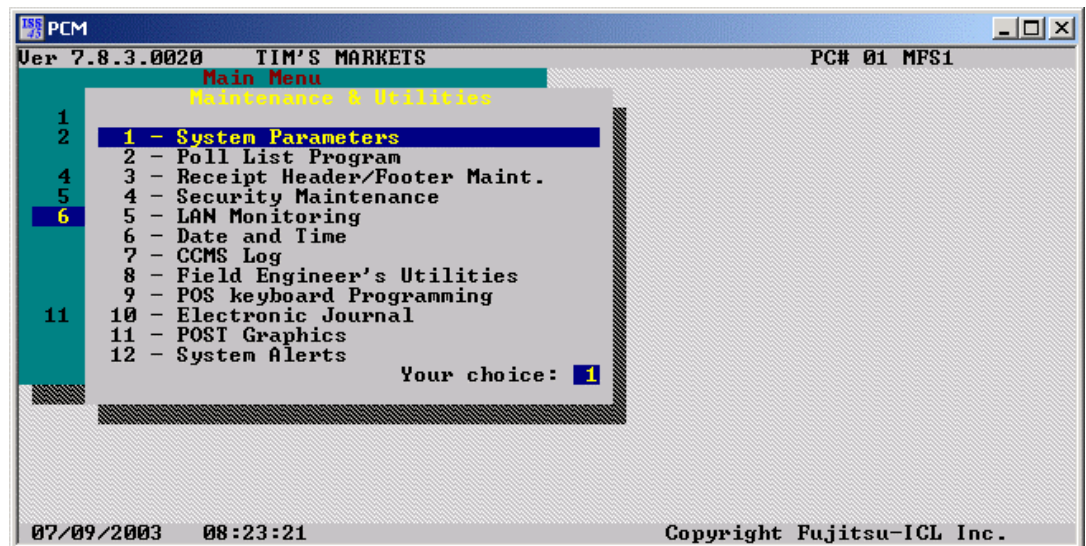 ISS 45 PCM
Ver 7.8.3.0020 TIM'S MARKETS PC# 01 MFS1
Main Menu
Maintenance & Utilities
1
2 1 - System Parameters
2 - Poll List Program
4 3 - Receipt Header/Footer Maint.
5 4 - Security Maintenance
6 5 - LAN Monitoring
6 - Date and Time
7 - CCMS Log
8 - Field Engineer's Utilities
9 - POS keyboard Programming
11 10 - Electronic Journal
11 - POST Graphics
12 - System Alerts
Your choice: 1
07/09/2003 08:23:21 Copyright Fujitsu-ICL Inc.